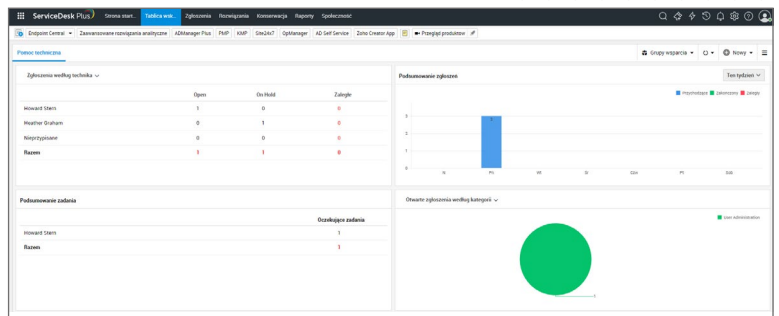 ServiceDesk Plus Strona start.. Tablica wsk.. Zgłoszenia Rozwiązania Konserwacja Raporty Społeczność
Endpoint Central Zaawansowane rozwiązania analityczne ADManager Plus PMP KMP Site24x7 OpManager AD Self Service Zoho Creator App Przegląd produktów
Pomoc techniczna Grupy wsparcia Nowy
Zgłoszenia według technika
Open On Hold Zaległe
Howard Stern 1 0 0
Heather Graham 0 1 0
Nieprzypisane 0 0 0
Razem 1 1 0
Podsumowanie zgłoszeń Ten tydzień
Przychodzące Zakończono Zaległy
3
2
1
0
N Pn Wt Śr Czw Pt Sob
Podsumowanie zadania
Oczekujące zadania
Howard Stern 1
Razem 1
Otwarte zgłoszenia według kategorii
User Administration